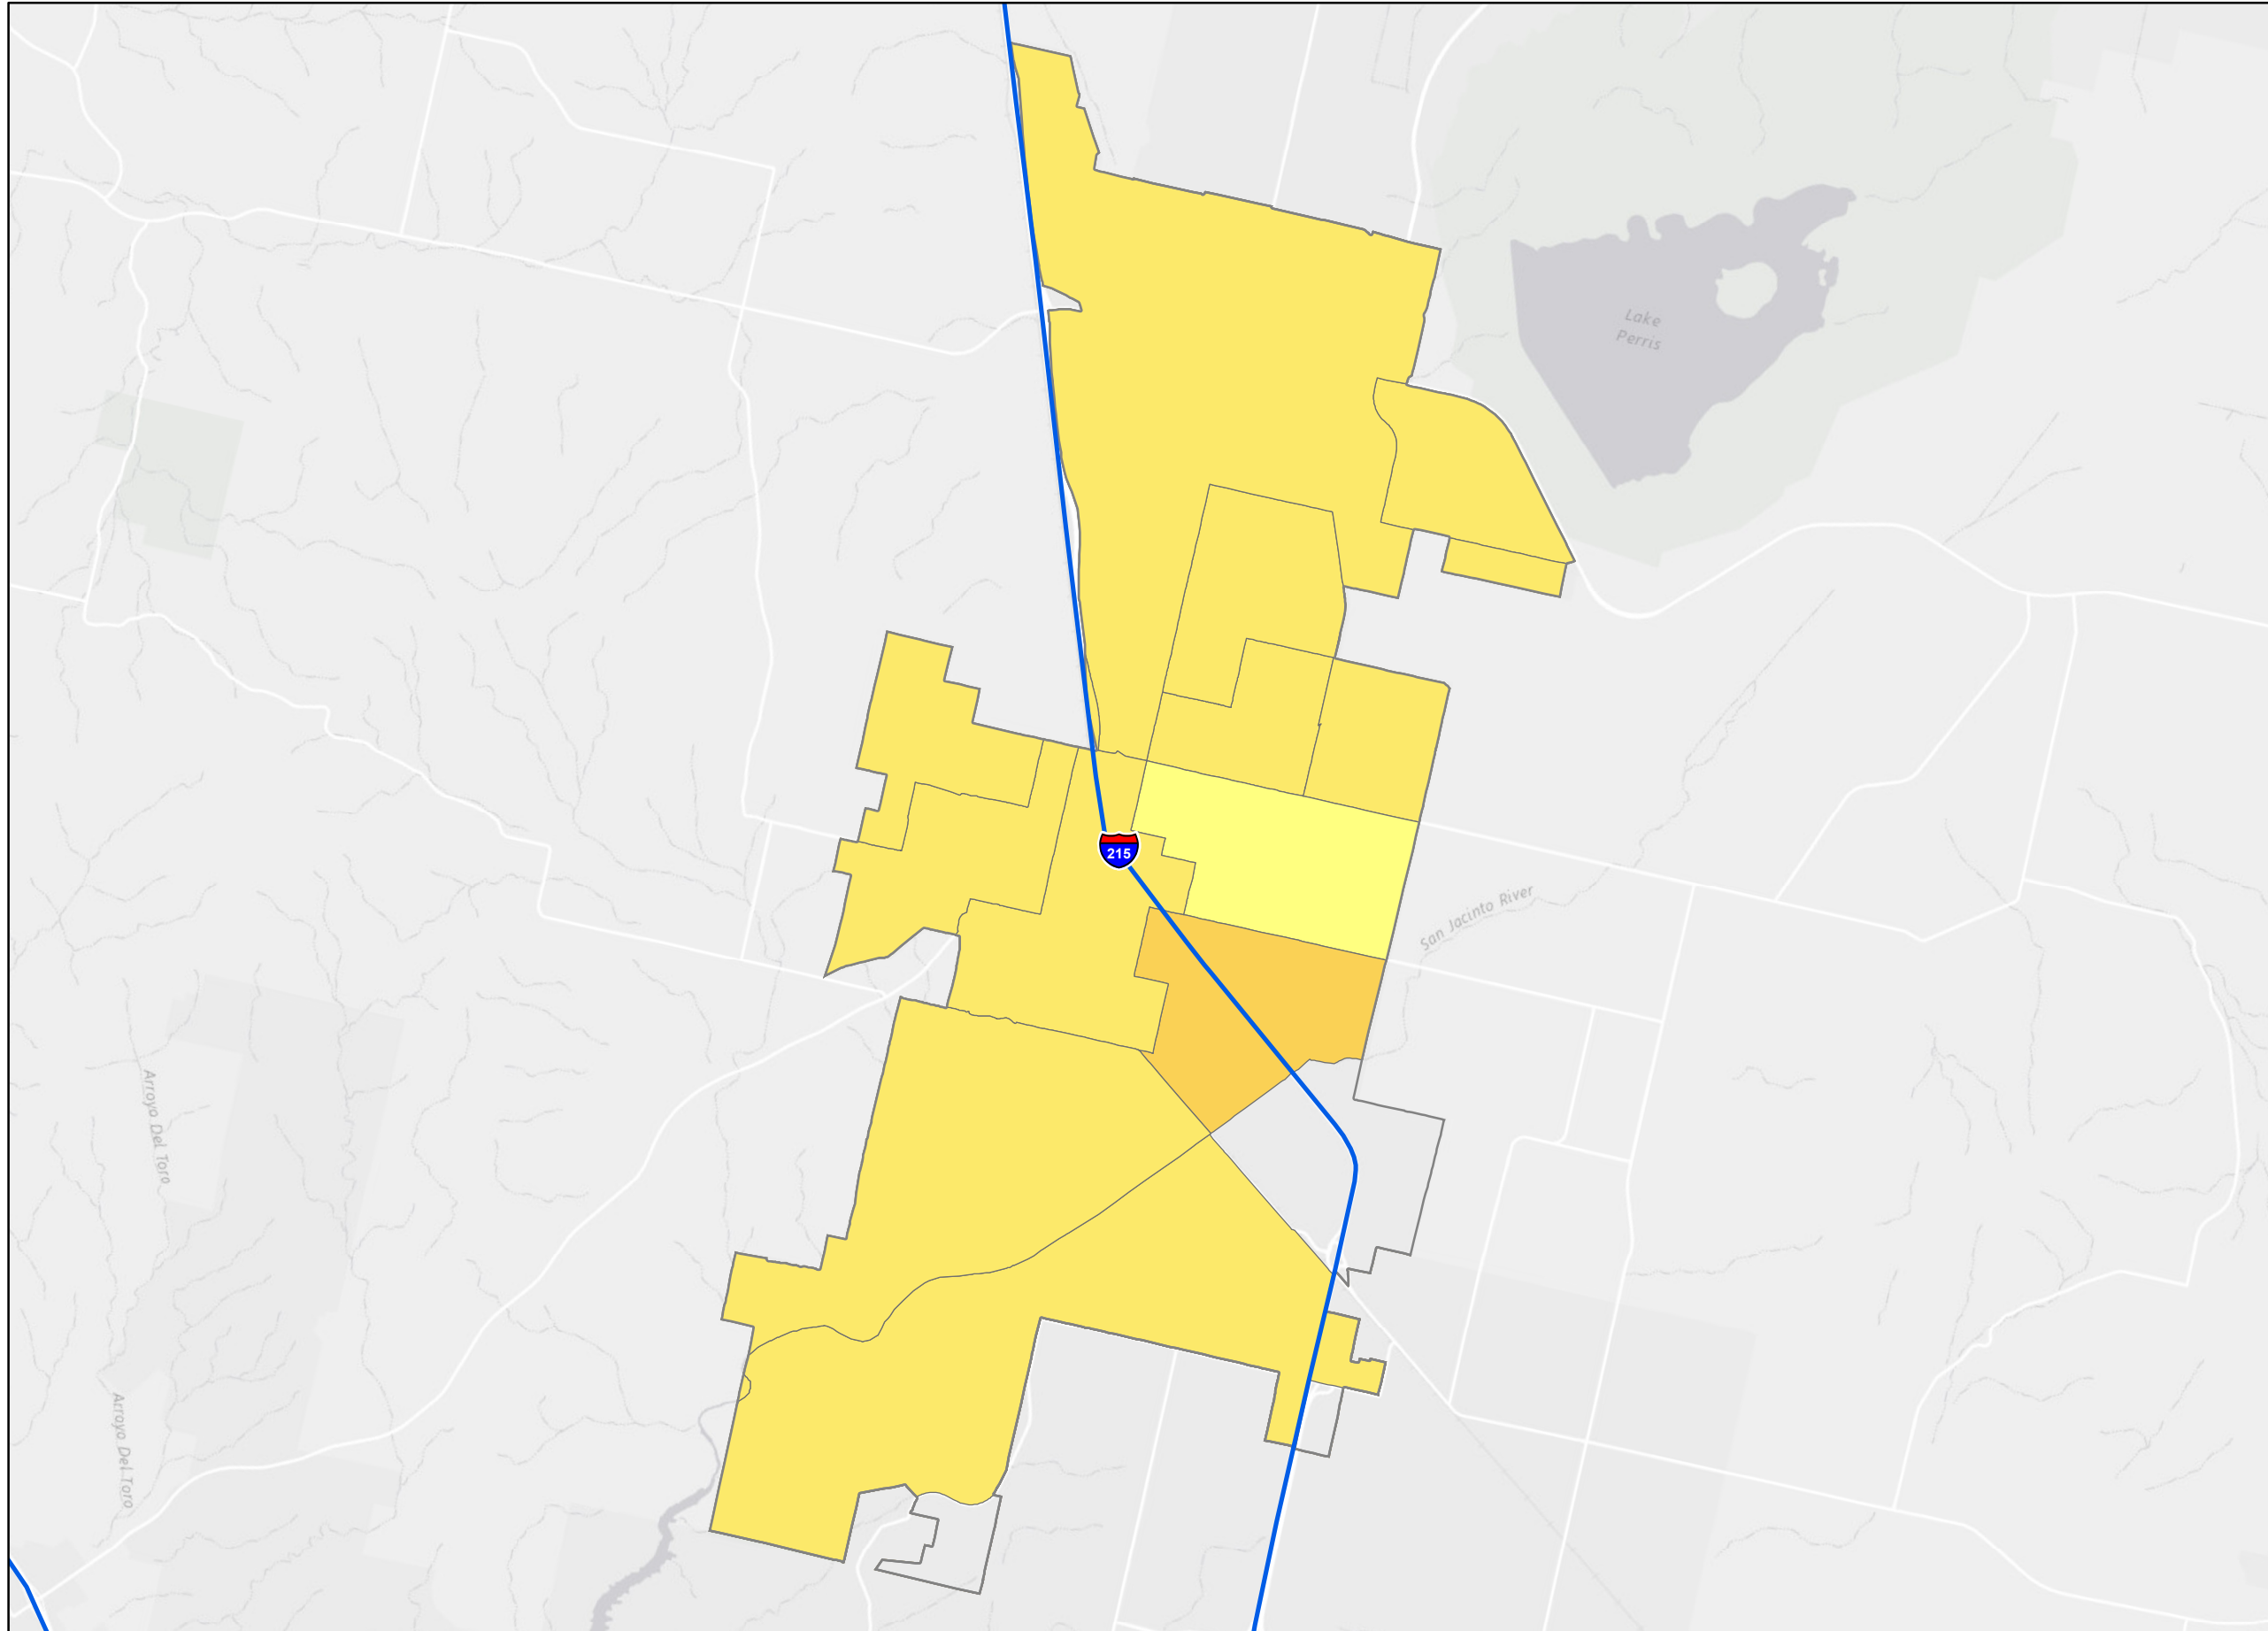 Lake
Perris
215
San Jacinto River
Arroyo Del Toro
Arroyo Del Toro